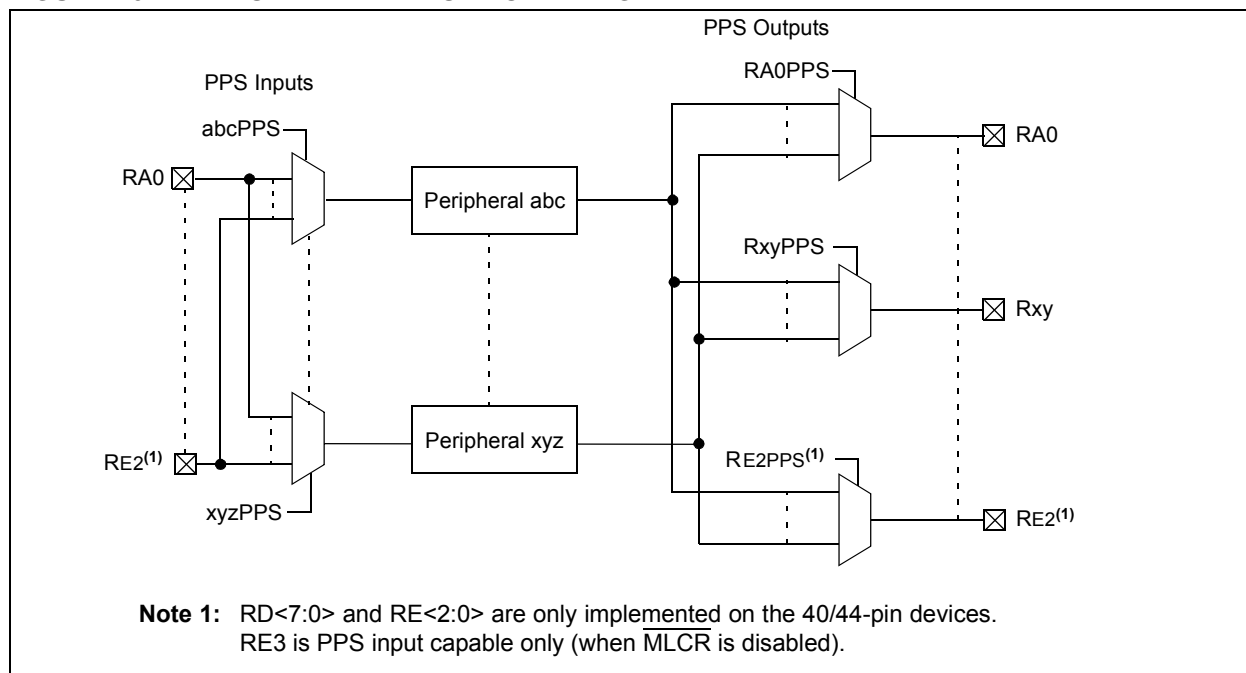 PPS Outputs
RA0PPS
PPS Inputs
abcPPS
RA0
RA0
Peripheral abc
RxyPPS
Rxy
Peripheral xyz
RE2(1)
RE2PPS(1)
xyzPPS
RE2(1)
Note 1: RD<7:0> and RE<2:0> are only implemented on the 40/44-pin devices.
RE3 is PPS input capable only (when MLCR is disabled).